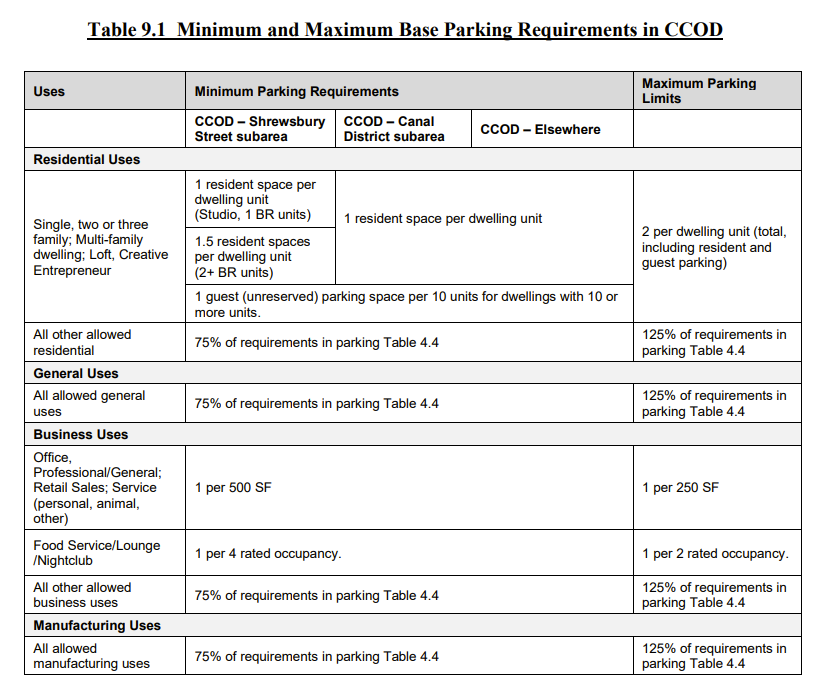 Table 9.1 Minimum and Maximum Base Parking Requirements in CCOD
Uses
Minimum Parking Requirements
Maximum Parking
Limits
CCOD – Shrewsbury
Street subarea
CCOD – Canal
District subarea
CCOD – Elsewhere
Residential Uses
Single, two or three
family; Multi-family
dwelling; Loft, Creative
Entrepreneur
1 resident space per
dwelling unit
(Studio, 1 BR units)
1.5 resident spaces
per dwelling unit
(2+ BR units)
1 resident space per dwelling unit
1 guest (unreserved) parking space per 10 units for dwellings with 10 or
more units.
2 per dwelling unit (total,
including resident and
guest parking)
All other allowed
residential
75% of requirements in parking Table 4.4
125% of requirements in
parking Table 4.4
General Uses
All allowed general
uses
75% of requirements in parking Table 4.4
125% of requirements in
parking Table 4.4
Business Uses
Office,
Professional/General;
Retail Sales; Service
(personal, animal,
other)
1 per 500 SF
1 per 250 SF
Food Service/Lounge
/Nightclub
1 per 4 rated occupancy.
1 per 2 rated occupancy.
All other allowed
business uses
75% of requirements in parking Table 4.4
125% of requirements in
parking Table 4.4
Manufacturing Uses
All allowed
manufacturing uses
75% of requirements in parking Table 4.4
125% of requirements in
parking Table 4.4